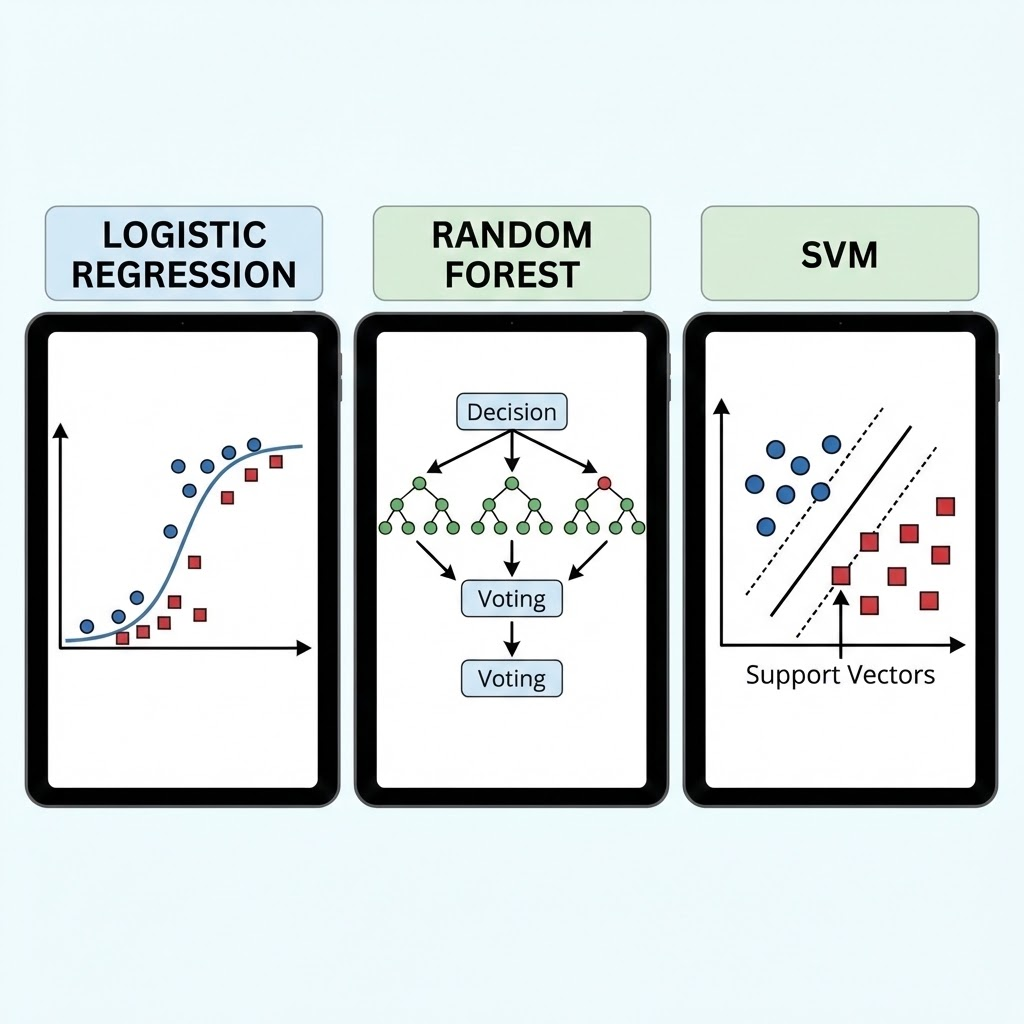 LOGISTIC
REGRESSION
RANDOM
FOREST
SVM
Decision
Voting
Voting
Support Vectors